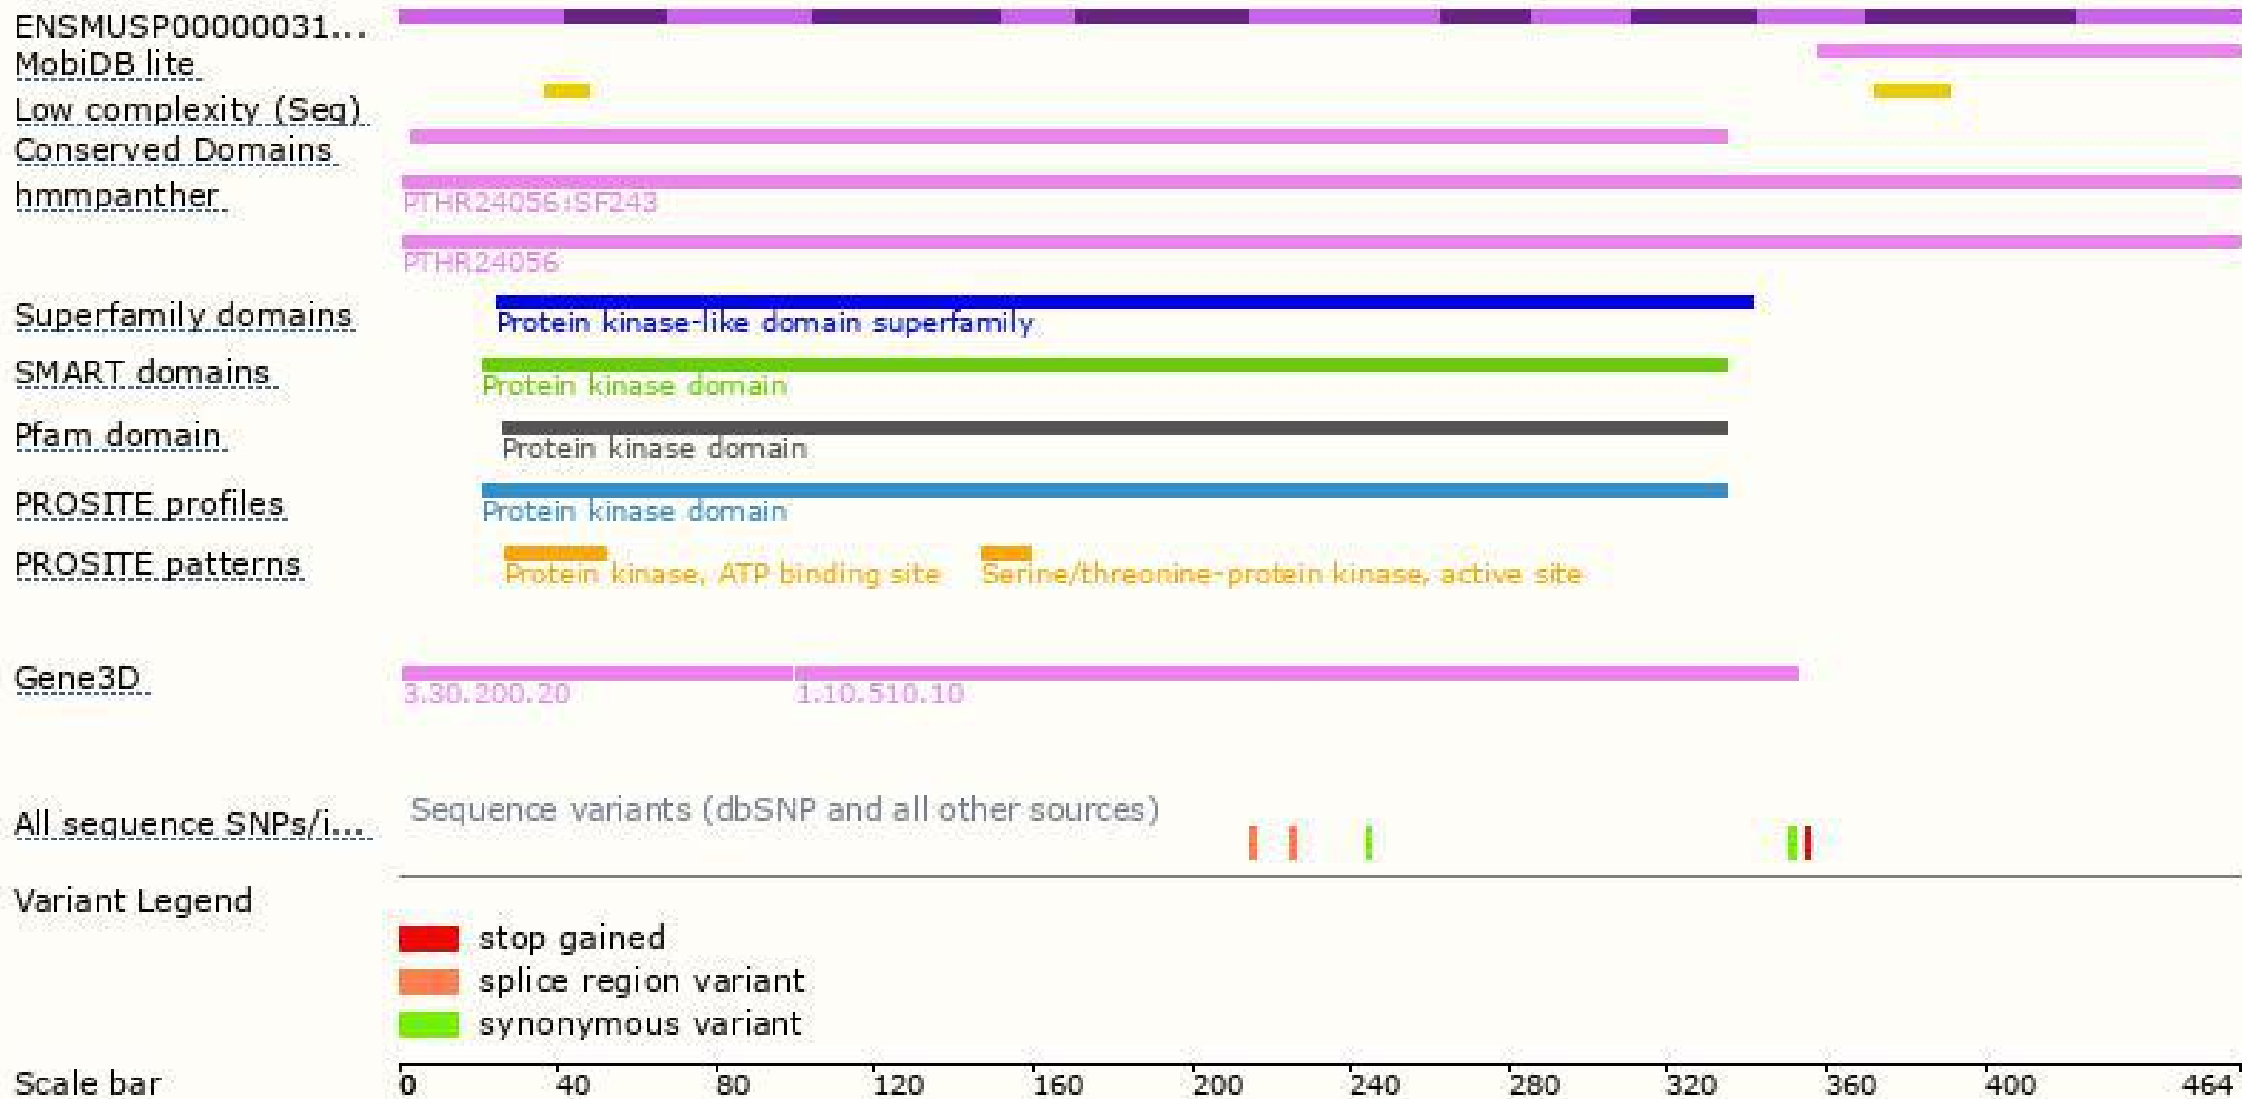 ENSMUSP00000031...
MobiDB lite
Low complexity (Seg)
Conserved Domains
hmmpanther
PTHR24056:SF243
PTHR24056
Superfamily domains
Protein kinase-like domain superfamily
SMART domains
Protein kinase domain
Pfam domain
Protein kinase domain
PROSITE profiles
Protein kinase domain
PROSITE patterns
Protein kinase, ATP binding site Serine/threonine-protein kinase, active site
Gene3D
3.30.200.20 1.10.510.10
Sequence variants (dbSNP and all other sources)
All sequence SNPs/i...
Variant Legend
stop gained
splice region variant
synonymous variant
Scale bar 0 40 80 120 160 200 240 280 320 360 400 464